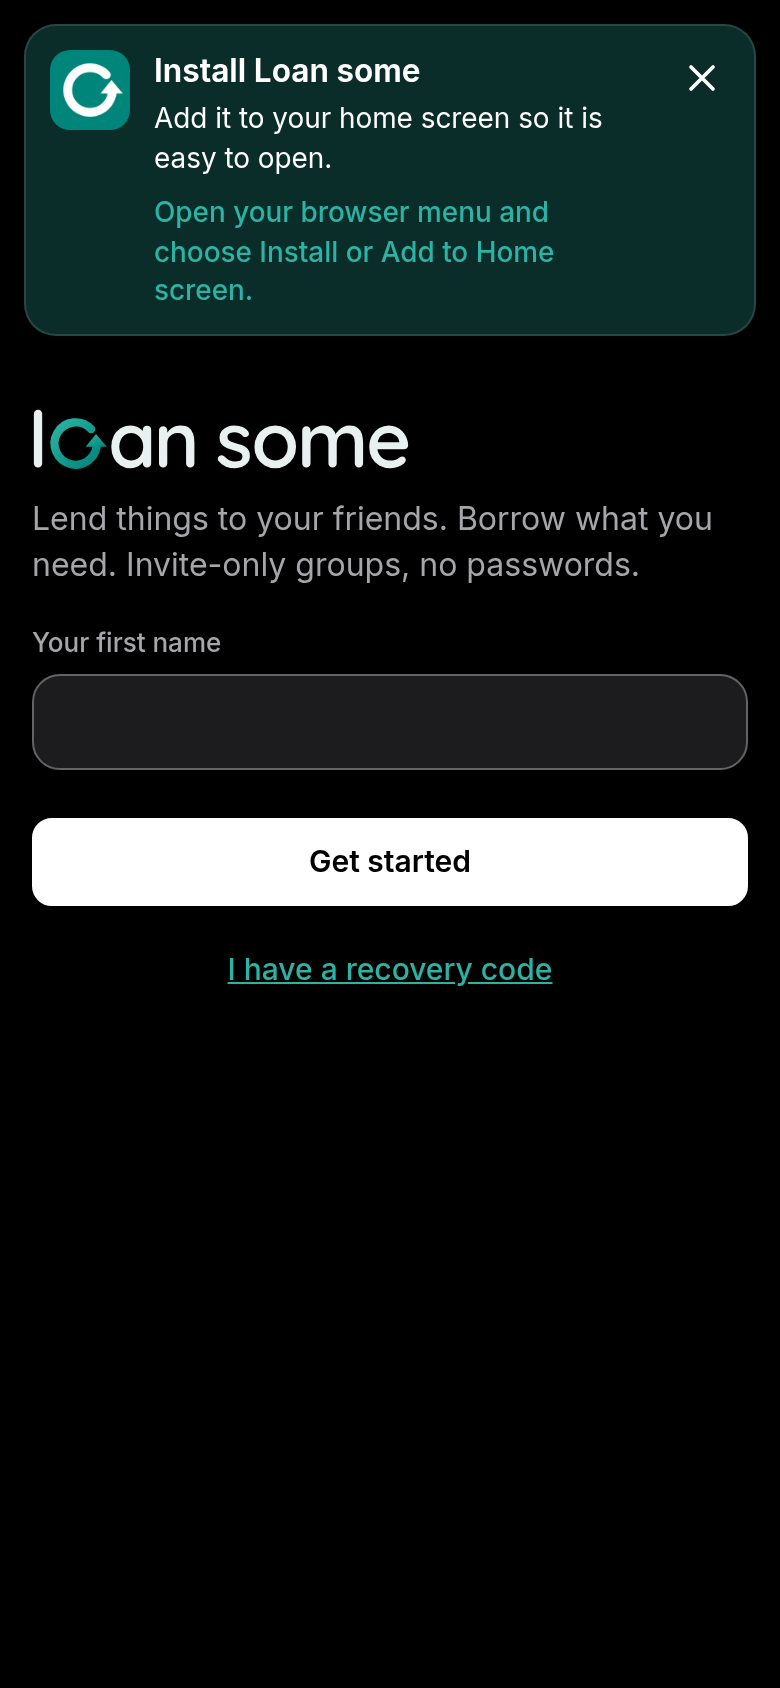 Install Loan some
Add it to your home screen so it is
easy to open.
Open your browser menu and
choose Install or Add to Home
screen.
loan some
Lend things to your friends. Borrow what you
need. Invite-only groups, no passwords.
Your first name
Get started
I have a recovery code